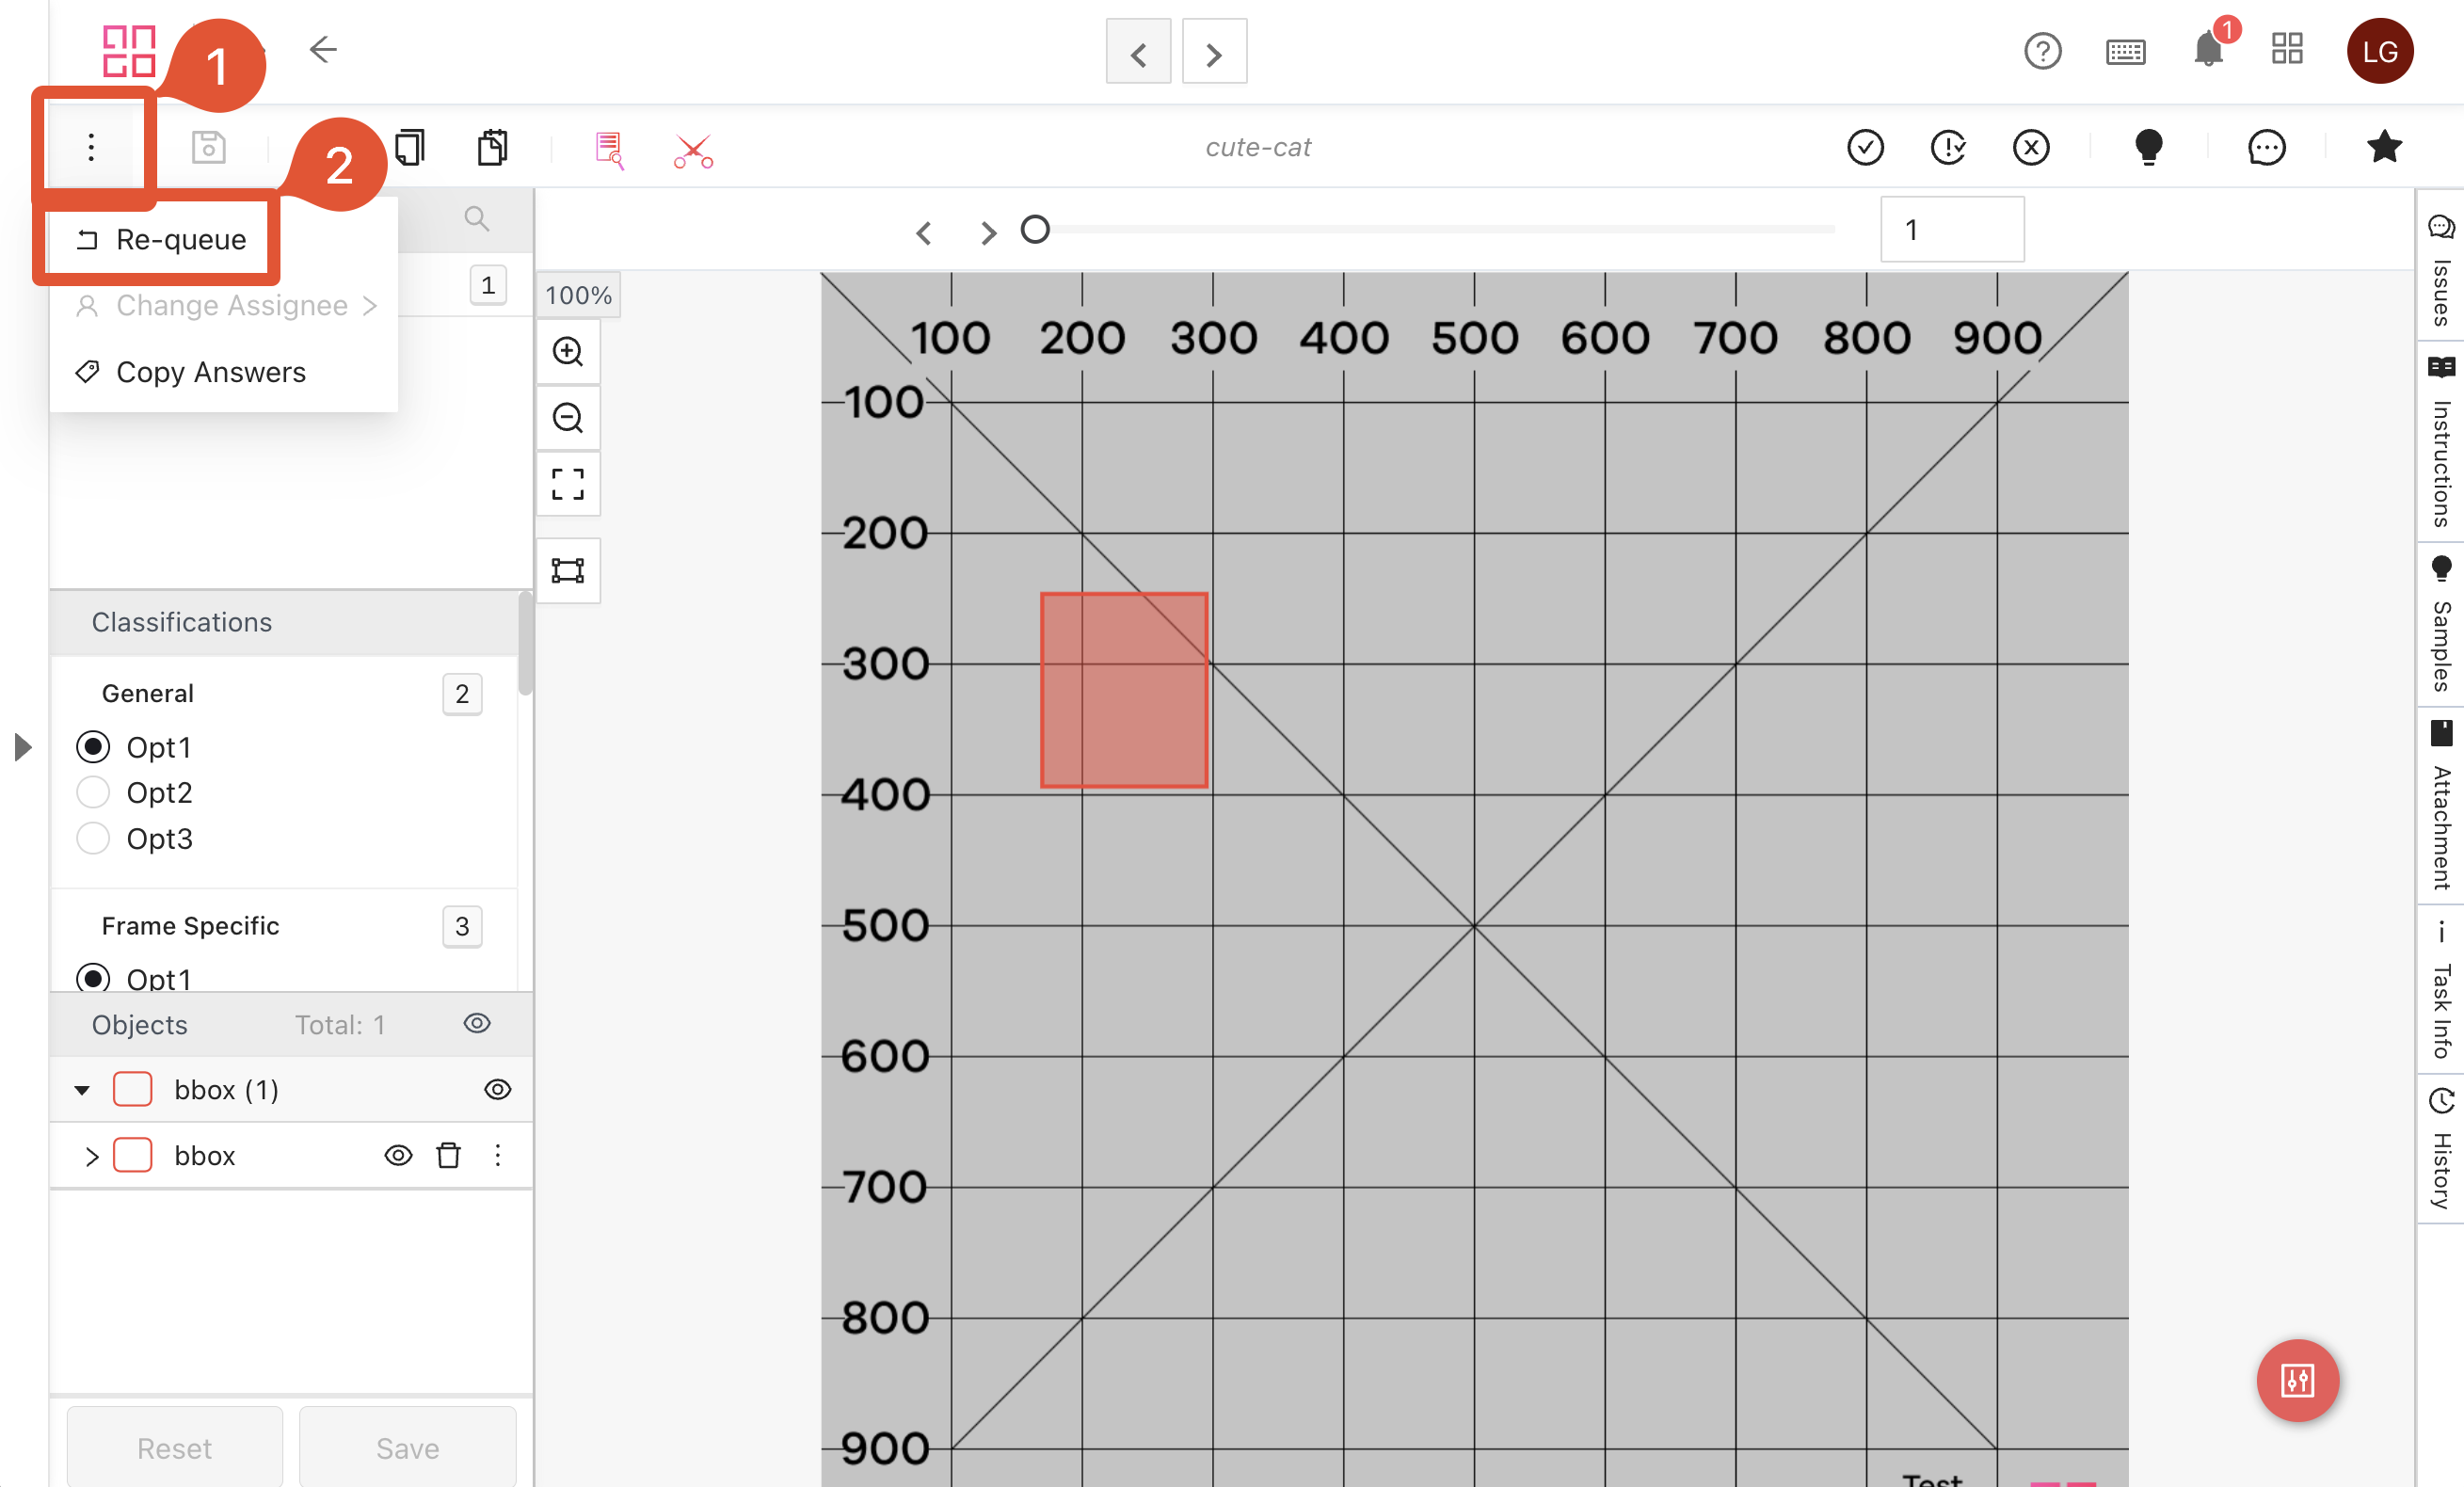 1
1
LG
2
cute-cat
Re-queue
1
Change Assignee
1
Copy Answers
100%
100 200 300 400 500 600 700 800 900
100
200
300
400
500
600
700
800
900
Test
Classifications
General 2
Opt1
Opt2
Opt3
Frame Specific 3
Opt1
Objects Total: 1
bbox (1)
bbox
Reset Save
Issues
Instructions
Samples
Attachment
Task Info
History